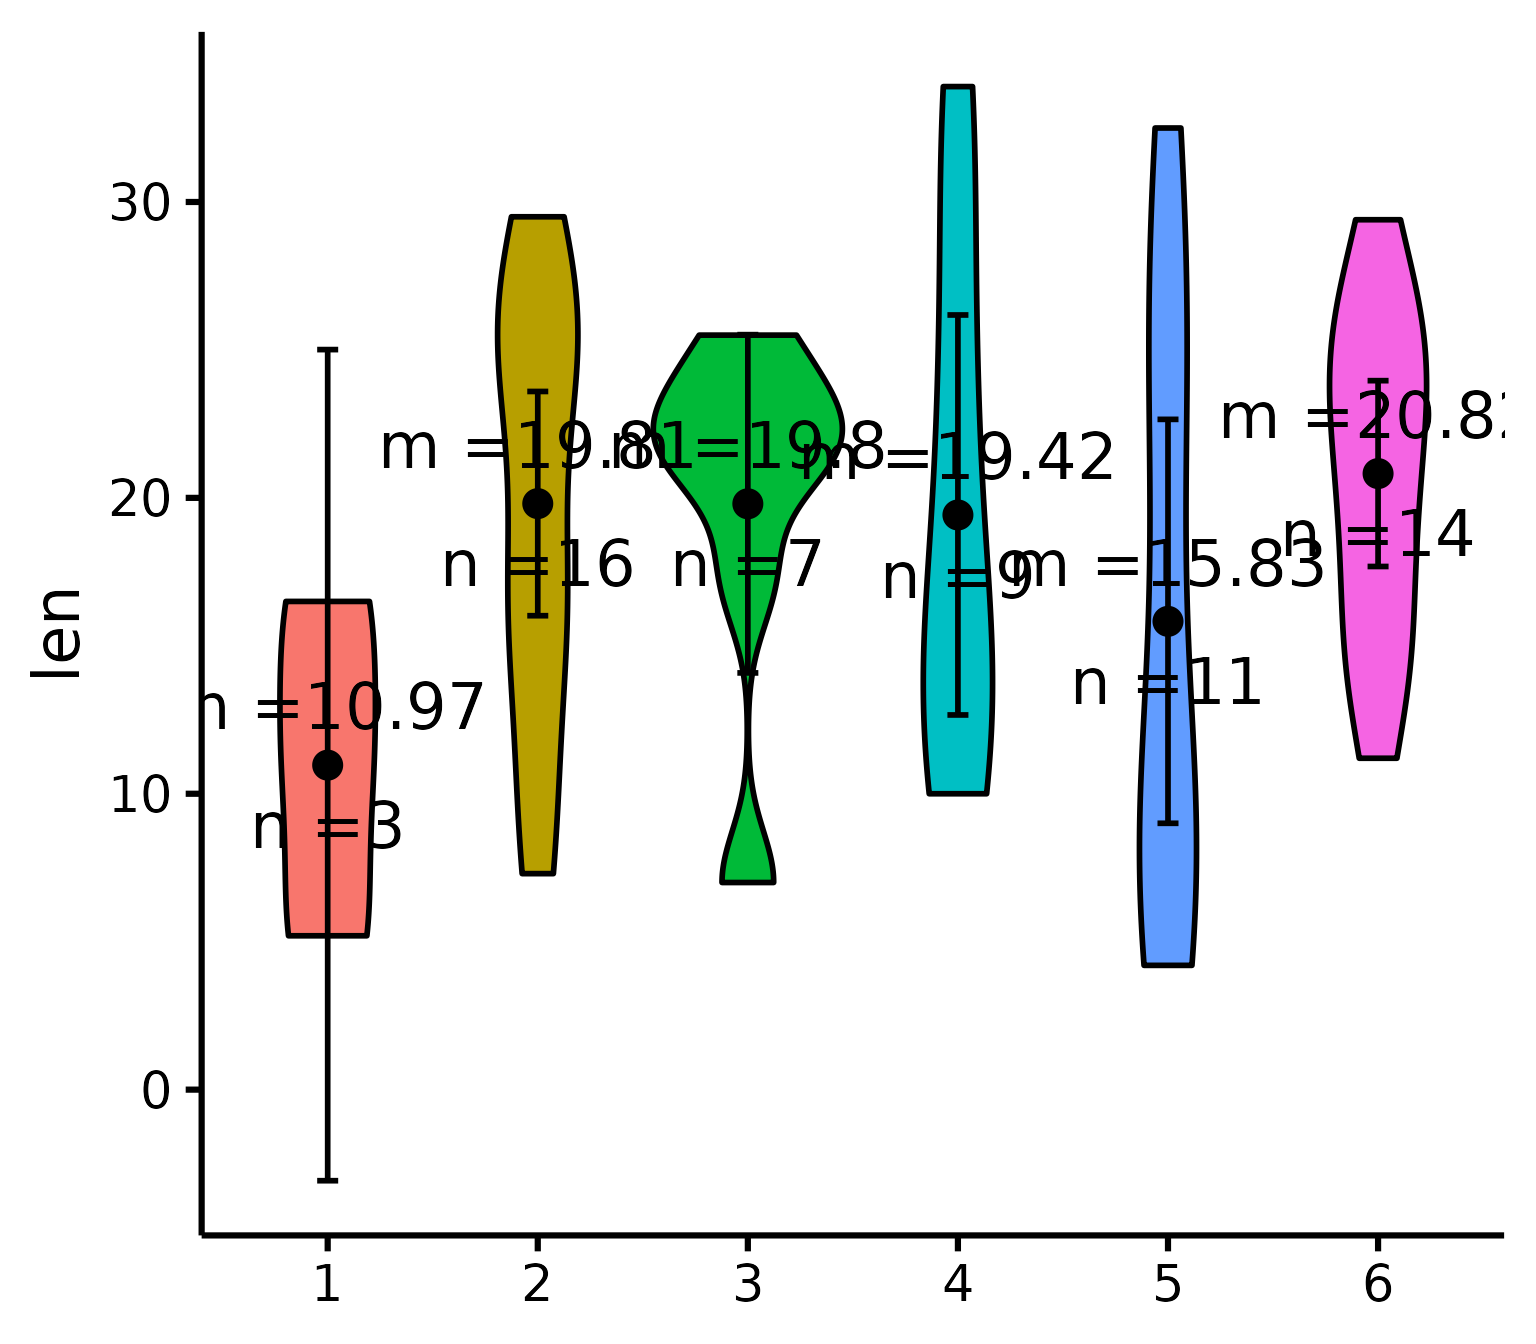 30
20
10
0
len
n =10.97
n =3
m =19.81
n =16
m =19.8
n =7
m =19.42
n =9
m =15.83
n =11
m =20.82
n =14
1 2 3 4 5 6